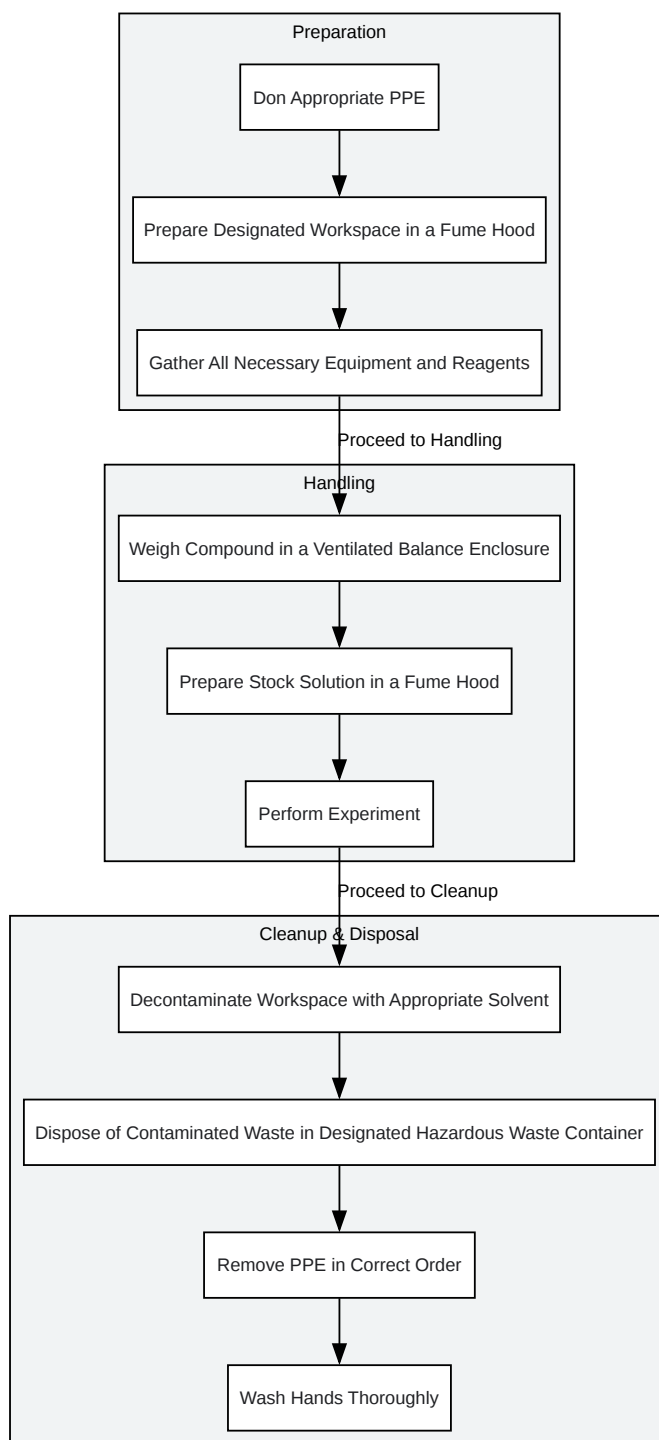 Preparation
Don Appropriate PPE
Prepare Designated Workspace in a Fume Hood
Gather All Necessary Equipment and Reagents
Proceed to Handling
Handling
Weigh Compound in a Ventilated Balance Enclosure
Prepare Stock Solution in a Fume Hood
Perform Experiment
Proceed to Cleanup
Cleanup & Disposal
Decontaminate Workspace with Appropriate Solvent
Dispose of Contaminated Waste in Designated Hazardous Waste Container
Remove PPE in Correct Order
Wash Hands Thoroughly